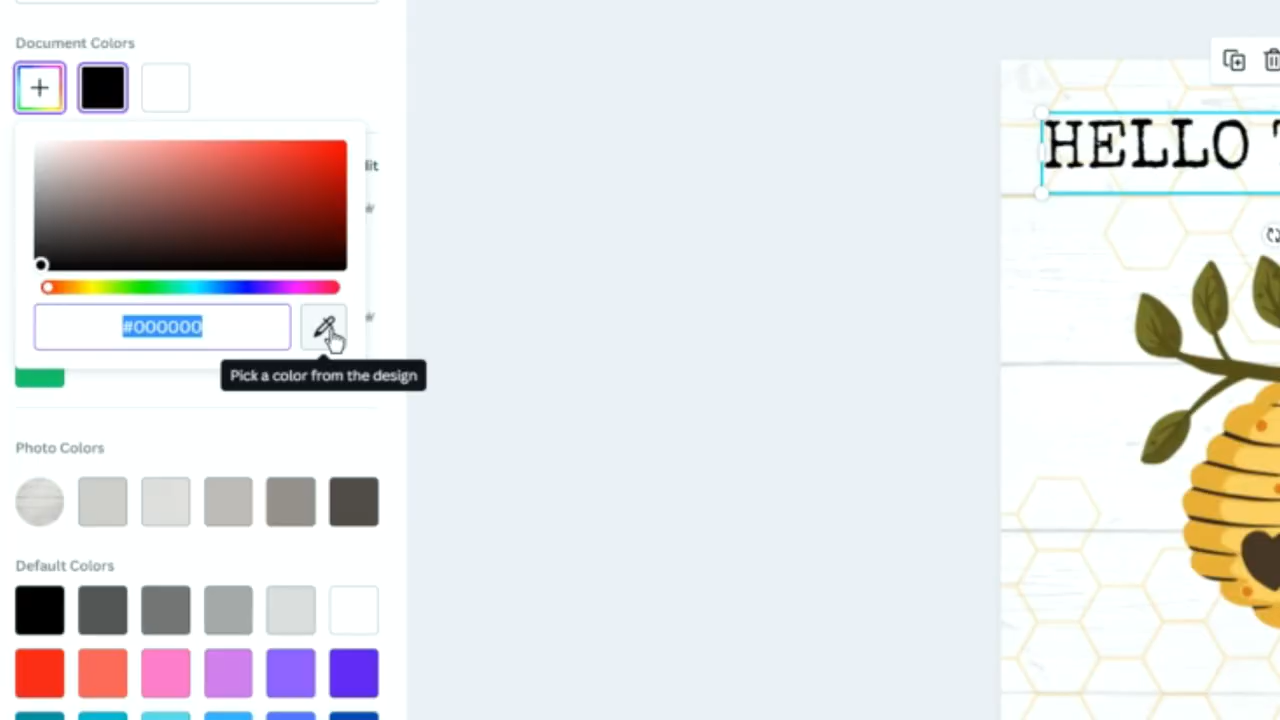 Document Colors
HELLO
#000000
Pick a color from the design
Photo Colors
Default Colors